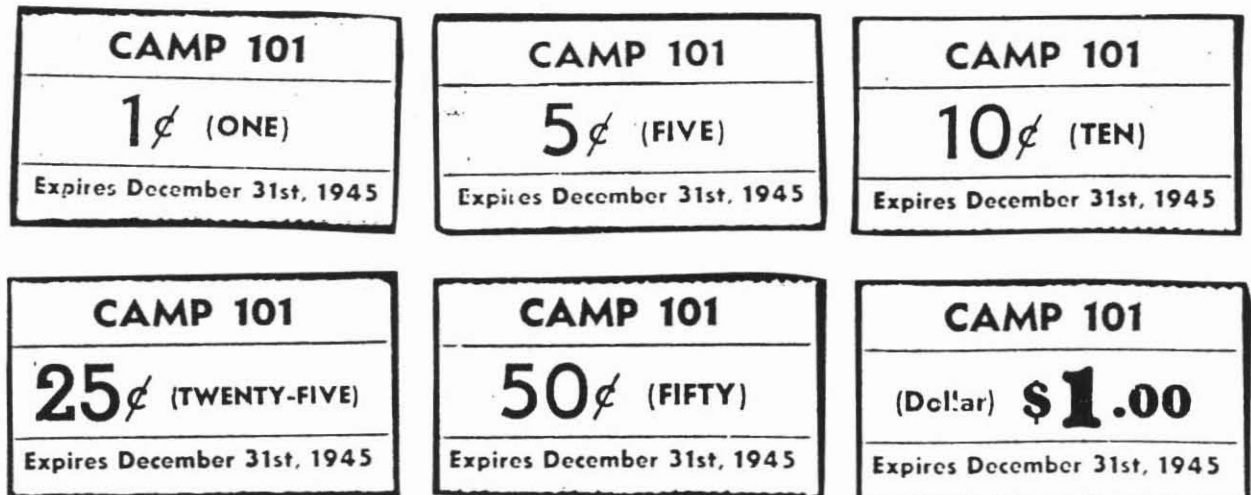 CAMP 101
1¢ (ONE)
Expires December 31st, 1945
CAMP 101
5¢ (FIVE)
Expires December 31st, 1945
CAMP 101
10¢ (TEN)
Expires December 31st, 1945
CAMP 101
25¢ (TWENTY-FIVE)
Expires December 31st, 1945
CAMP 101
50¢ (FIFTY)
Expires December 31st, 1945
CAMP 101
(Dollar) $1.00
Expires December 31st, 1945